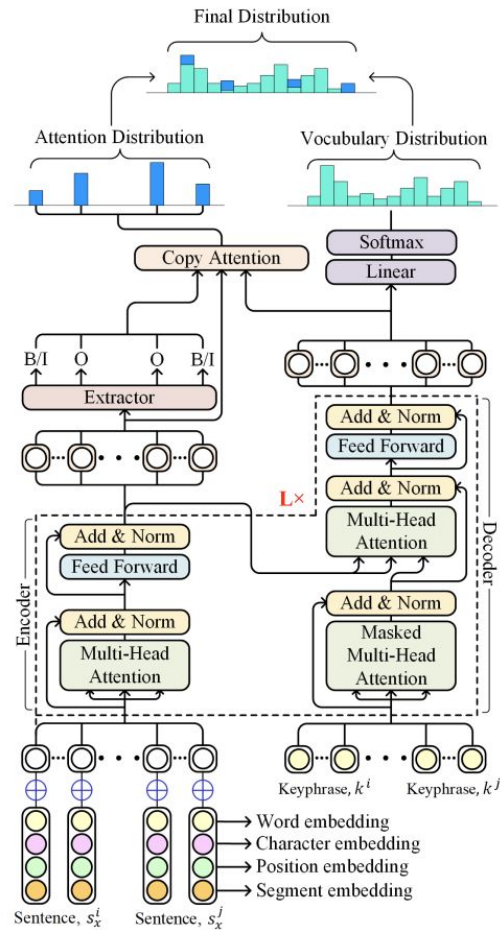 Final Distribution
Attention Distribution
Vocubulary Distribution
Softmax
Copy Attention
Linear
B/I
O
O
B/I
Extractor
Add & Norm
Feed Forward
L×
Add & Norm
Multi-Head
Attention
Decoder
Encoder
Add & Norm
Feed Forward
Add & Norm
Add & Norm
Multi-Head
Attention
Masked
Multi-Head
Attention
Keyphrase, k^i
Keyphrase, k^j
Word embedding
Character embedding
Position embedding
Segment embedding
Sentence, s_x^i
Sentence, s_x^j